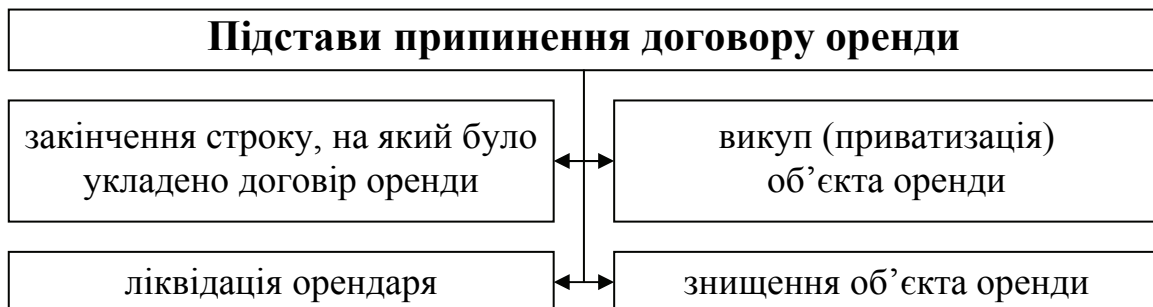 Підстави припинення договору оренди
закінчення строку, на який було
укладено договір оренди
викуп (приватизація)
об’єкта оренди
ліквідація орендаря
знищення об’єкта оренди